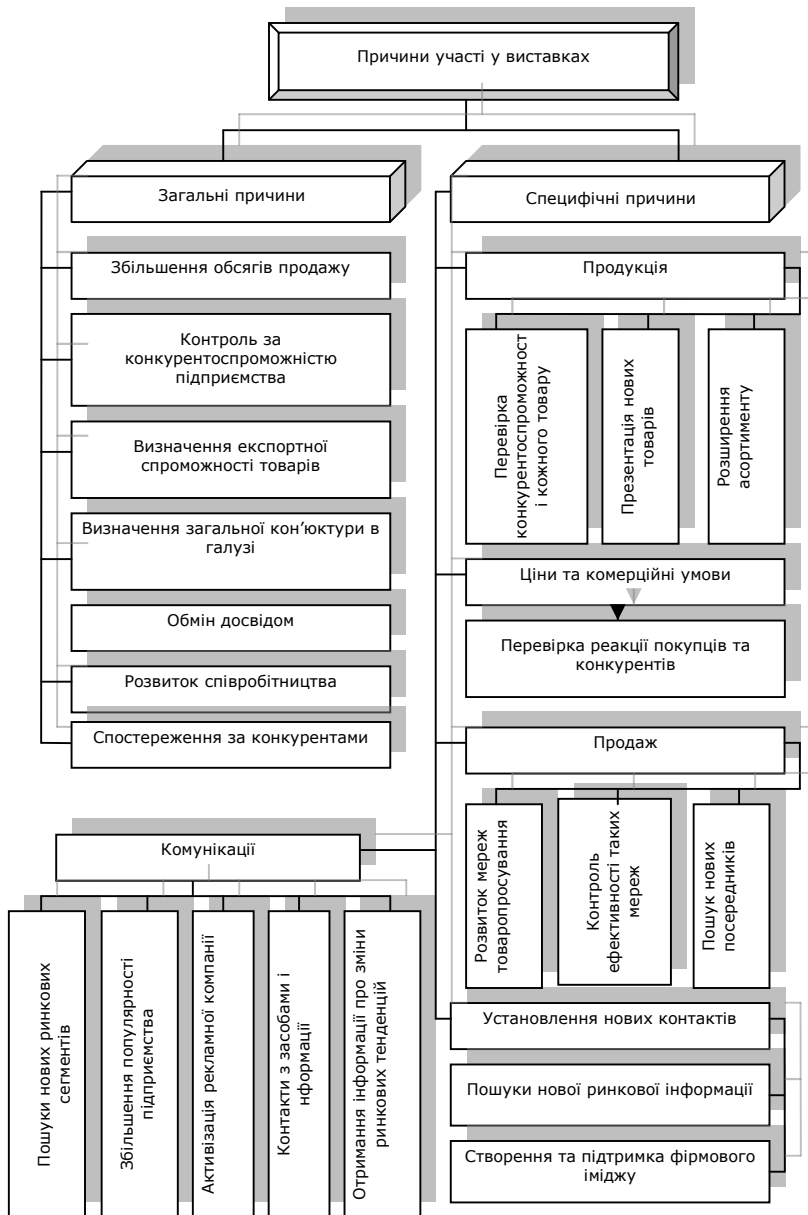 Причини участі у виставках
Загальні причини
Збільшення обсягів продажу
Контроль за
конкурентоспроможністю
підприємства
Визначення експортної
спроможності товарів
Визначення загальної кон’юктури в
галузі
Обмін досвідом
Розвиток співробітництва
Спостереження за конкурентами
Специфічні причини
Продукція
Перевірка
конкурентоспроможност
і кожного товару
Презентація нових
товарів
Розширення
асортименту
Ціни та комерційні умови
Перевірка реакції покупців та
конкурентів
Продаж
Розвиток мереж
товаропросування
Контроль
ефективності таких
мереж
Пошук нових
посередників
Комунікації
Пошуки нових ринкових
сегментів
Збільшення популярності
підприємства
Активізація рекламної компанії
Контакти з засобами і
нформації
Отримання інформації про зміни
ринкових тенденцій
Установлення нових контактів
Пошуки нової ринкової інформації
Створення та підтримка фірмового
іміджу